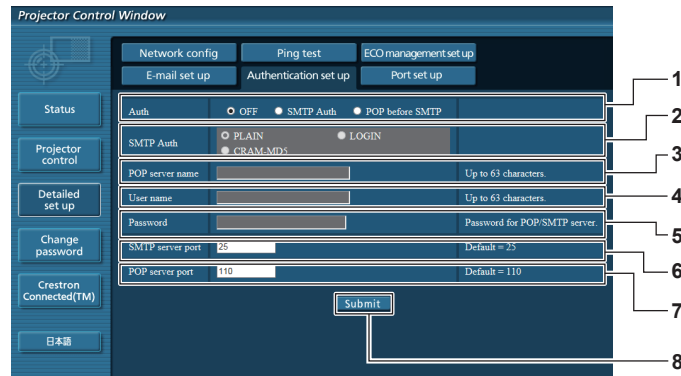 Projector Control Window
Network config Ping test ECO management set up
E-mail set up Authentication set up Port set up
Status
Projector control
Detailed set up
Change password
Crestron Connected(TM)
日本語
Auth OFF SMTP Auth POP before SMTP
SMTP Auth PLAIN LOGIN
CRAM-MD5
POP server name Up to 63 characters.
User name Up to 63 characters.
Password Password for POP/SMTP server.
SMTP server port 25 Default = 25
POP server port 110 Default = 110
Submit
1
2
3
4
5
6
7
8